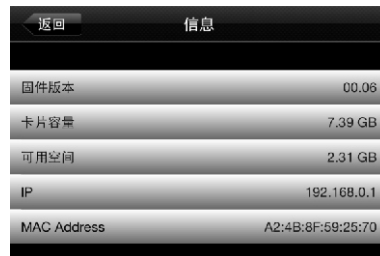 返回 信息
固件版本 00.06
卡片容量 7.39 GB
可用空间 2.31 GB
IP 192.168.0.1
MAC Address A2:4B:8F:59:25:70